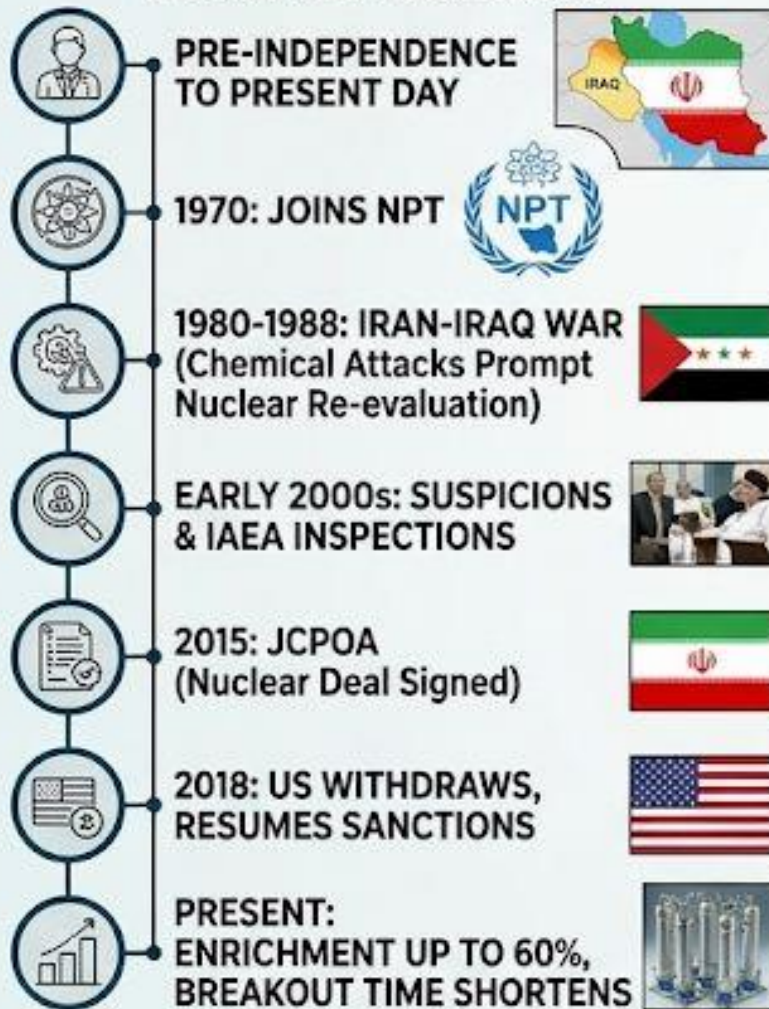 PRE-INDEPENDENCE
TO PRESENT DAY
IRAQ
1970: JOINS NPT
NPT
1980-1988: IRAN-IRAQ WAR
(Chemical Attacks Prompt
Nuclear Re-evaluation)
EARLY 2000s: SUSPICIONS
& IAEA INSPECTIONS
2015: JCPOA
(Nuclear Deal Signed)
2018: US WITHDRAWS,
RESUMES SANCTIONS
PRESENT:
ENRICHMENT UP TO 60%,
BREAKOUT TIME SHORTENS